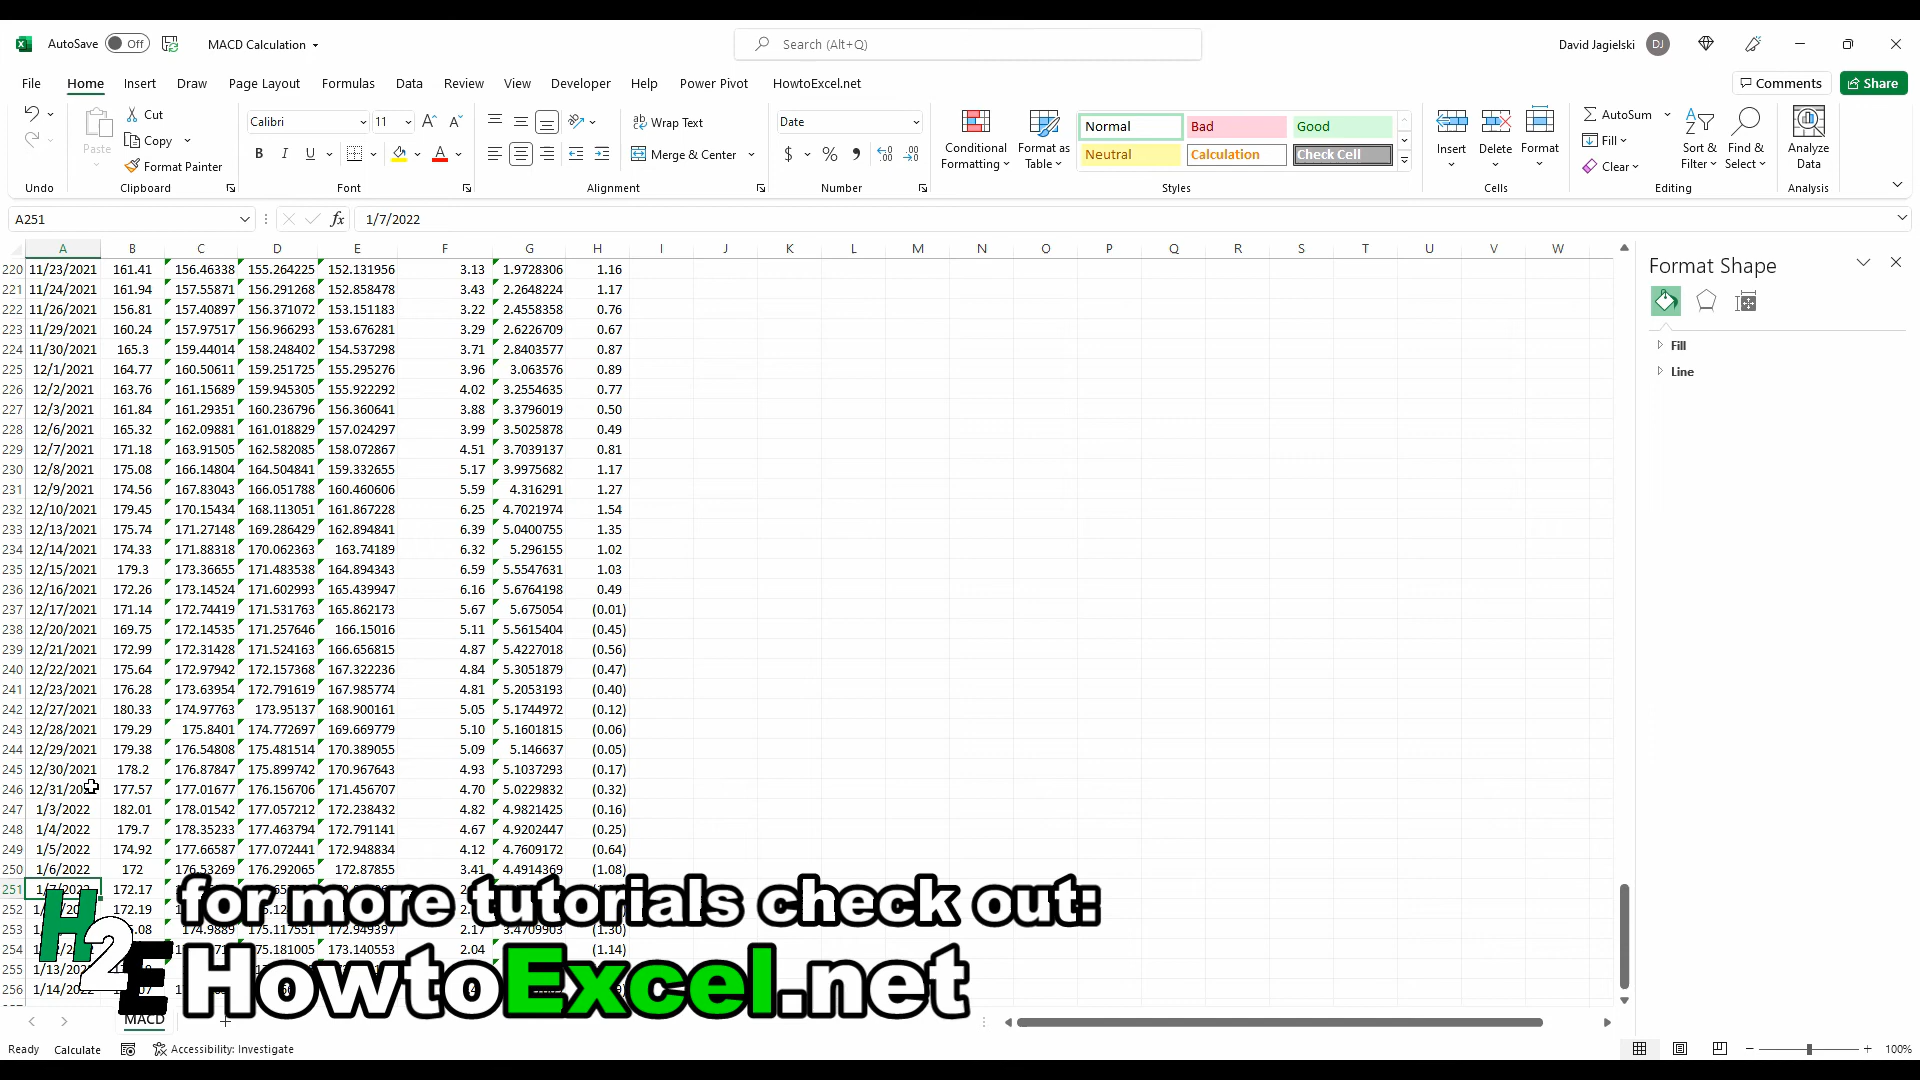 AutoSave Off MACD Calculation Search (Alt+Q) David Jagielski DJ
File Home Insert Draw Page Layout Formulas Data Review View Developer Help Power Pivot HowtoExcel.net Comments Share
Cut Calibri 11 Wrap Text Date Normal Bad Good AutoSum
Paste Copy Conditional Formatting Format as Table Insert Delete Format Fill Sort & Filter Find & Select Analyze Data
Format Painter B I U Merge & Center $ % Neutral Calculation Check Cell Clear
Undo Clipboard Font Alignment Number Styles Cells Editing Analysis
A251 fx 1/7/2022
A B C D E F G H I J K L M N O P Q R S T U V W
Format Shape
Fill
Line
220 11/23/2021 161.41 156.46338 155.264225 152.131956 3.13 1.9728306 1.16
221 11/24/2021 161.94 157.55871 156.291268 152.858478 3.43 2.2648224 1.17
222 11/26/2021 156.81 157.40897 156.371072 153.151183 3.22 2.4558358 0.76
223 11/29/2021 160.24 157.97517 156.966293 153.676281 3.29 2.6226709 0.67
224 11/30/2021 165.3 159.44014 158.248402 154.537298 3.71 2.8403577 0.87
225 12/1/2021 164.77 160.50611 159.251725 155.295276 3.96 3.063576 0.89
226 12/2/2021 163.76 161.15689 159.945305 155.922292 4.02 3.2554635 0.77
227 12/3/2021 161.84 161.29351 160.236796 156.360641 3.88 3.3796019 0.50
228 12/6/2021 165.32 162.09881 161.018829 157.024297 3.99 3.5025878 0.49
229 12/7/2021 171.18 163.91505 162.582085 158.072867 4.51 3.7039137 0.81
230 12/8/2021 175.08 166.14804 164.504841 159.332655 5.17 3.9975682 1.17
231 12/9/2021 174.56 167.83043 166.051788 160.460606 5.59 4.316291 1.27
232 12/10/2021 179.45 170.15434 168.113051 161.867228 6.25 4.7021974 1.54
233 12/13/2021 175.74 171.27148 169.286429 162.894841 6.39 5.0400755 1.35
234 12/14/2021 174.33 171.88318 170.062363 163.74189 6.32 5.296155 1.02
235 12/15/2021 179.3 173.36655 171.483538 164.894343 6.59 5.5547631 1.03
236 12/16/2021 172.26 173.14524 171.602993 165.439947 6.16 5.6764198 0.49
237 12/17/2021 171.14 172.74419 171.531763 165.862173 5.67 5.675054 (0.01)
238 12/20/2021 169.75 172.14535 171.257646 166.15016 5.11 5.5615404 (0.45)
239 12/21/2021 172.99 172.31428 171.524163 166.656815 4.87 5.4227018 (0.56)
240 12/22/2021 175.64 172.97942 172.157368 167.322236 4.84 5.3051879 (0.47)
241 12/23/2021 176.28 173.63954 172.791619 167.985774 4.81 5.2053193 (0.40)
242 12/27/2021 180.33 174.97763 173.95137 168.900161 5.05 5.1744972 (0.12)
243 12/28/2021 179.29 175.8401 174.772697 169.669779 5.10 5.1601815 (0.06)
244 12/29/2021 179.38 176.54808 175.481514 170.389055 5.09 5.146637 (0.05)
245 12/30/2021 178.2 176.87847 175.899742 170.967643 4.93 5.1037293 (0.17)
246 177.57 177.01677 176.156706 171.456707 4.70 5.0229832 (0.32)
247 1/3/2022 182.01 178.01542 177.057212 172.238432 4.82 4.9821425 (0.16)
248 1/4/2022 179.7 178.35233 177.463794 172.791141 4.67 4.9202447 (0.25)
249 1/5/2022 174.92 177.66587 177.072441 172.948834 4.12 4.7609172 (0.64)
250 1/6/2022 172 176.53269 176.292065 172.87855 3.41 4.4914369 (1.08)
251 172.17
252 172.19
253 174.9889 175.117551 172.949397 2.17 3.4709903 (1.30)
254 175.181005 173.140553 2.04 (1.14)
255
256
for more tutorials check out:
H2E HowtoExcel.net
MACD
Ready Calculate Accessibility: Investigate 100%